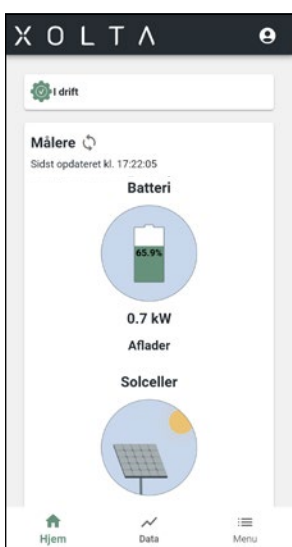 XOLTA
I drift
Målere
Sidst opdateret kl. 17:22:05
Batteri
65.9%
0.7 kW
Aflader
Solceller
Hjem Data Menu